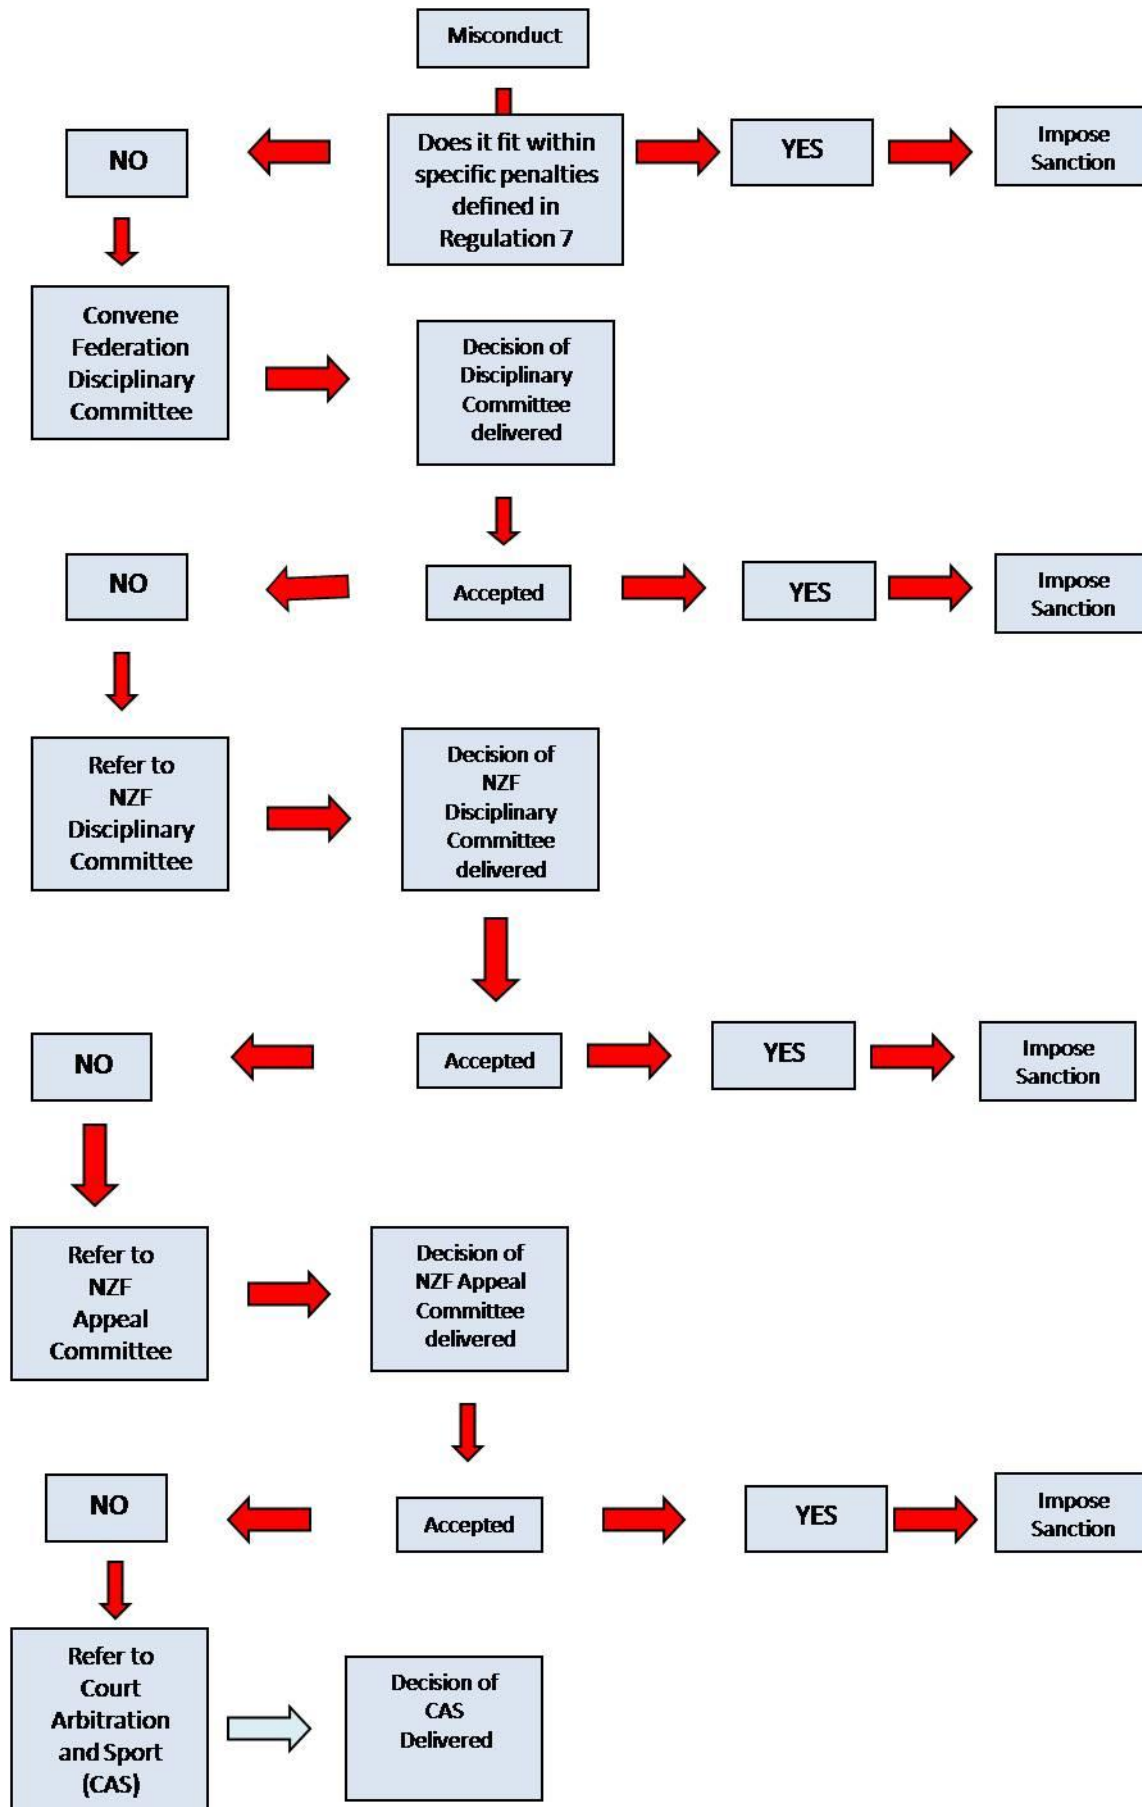 Misconduct
NO
Does it fit within
specific penalties
defined in
Regulation 7
YES
Impose
Sanction
Convene
Federation
Disciplinary
Committee
Decision of
Disciplinary
Committee
delivered
NO
Accepted
YES
Impose
Sanction
Refer to
NZF
Disciplinary
Committee
Decision of
NZF
Disciplinary
Committee
delivered
NO
Accepted
YES
Impose
Sanction
Refer to
NZF
Appeal
Committee
Decision of
NZF Appeal
Committee
delivered
NO
Accepted
YES
Impose
Sanction
Refer to
Court
Arbitration
and Sport
(CAS)
Decision of
CAS
Delivered